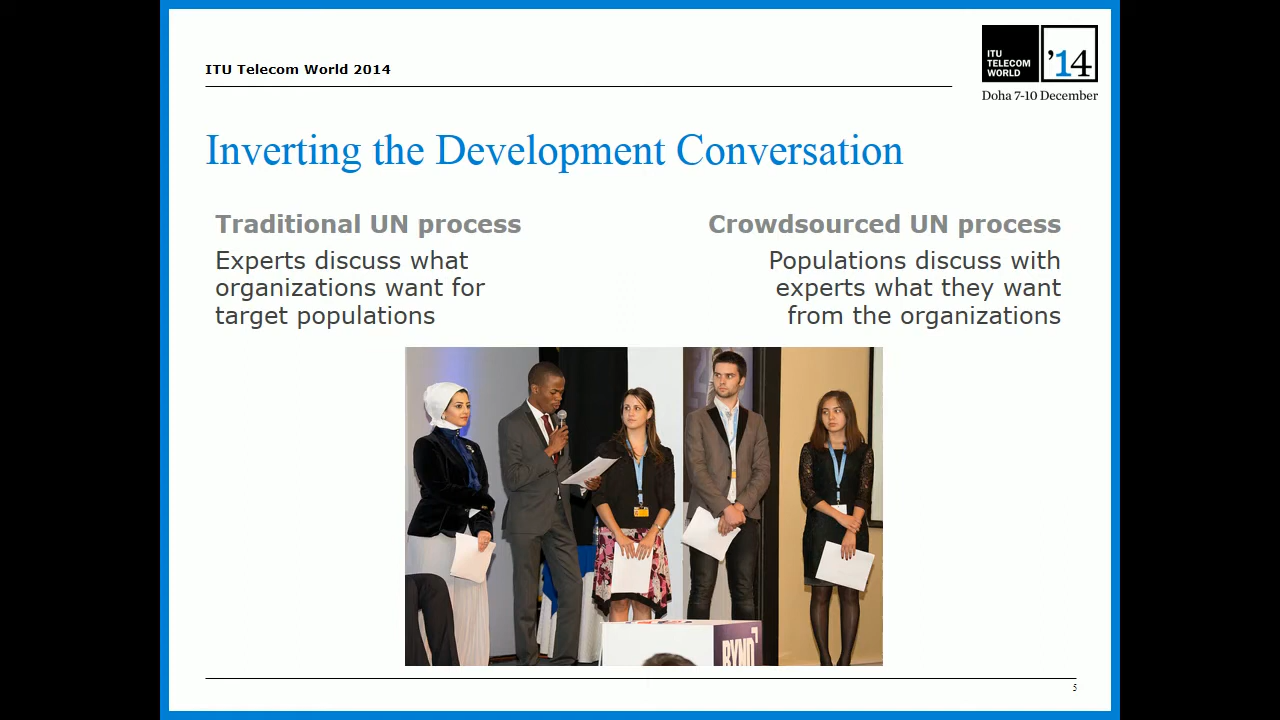 ITU Telecom World 2014
ITU
TELECOM
WORLD
'14
Doha 7-10 December
Inverting the Development Conversation
Traditional UN process
Experts discuss what
organizations want for
target populations
Crowdsourced UN process
Populations discuss with
experts what they want
from the organizations
BYND
5